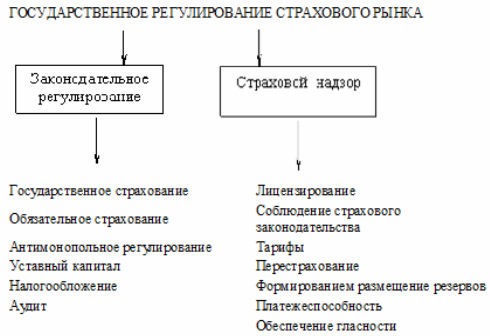 ГОСУДАРСТВЕННОЕ РЕГУЛИРОВАНИЕ СТРАХОВОГО РЫНКА
Законодательное
регулирование
Страховой надзор
Государственное страхование
Обязательное страхование
Антимонопольное регулирование
Уставный капитал
Налогообложение
Аудит
Лицензирование
Соблюдение страхового
законодательства
Тарифы
Перестрахование
Формированием размещение резервов
Платежеспособность
Обеспечение гласности